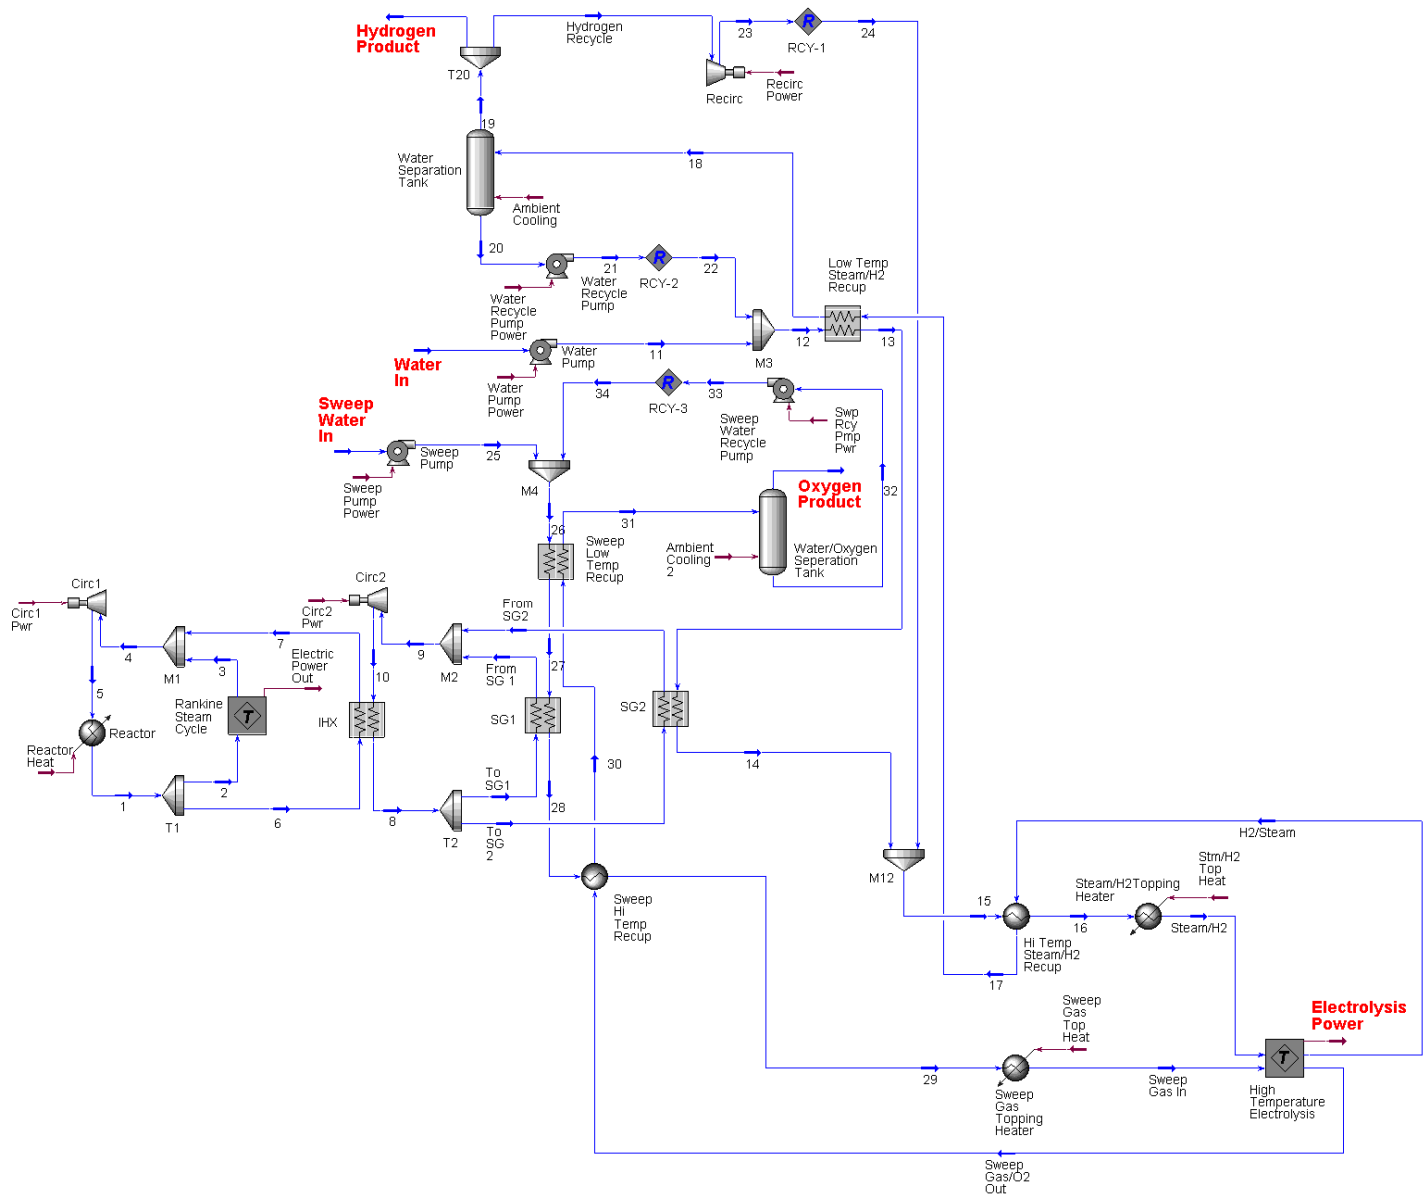 Hydrogen
Product
Hydrogen
Recycle
23
R
RCY-1
24
T20
Recirc
Recirc
Power
19
Water
Separation
Tank
18
Ambient
Cooling
20
21
R
RCY-2
22
Water
Recycle
Pump
Power
Water
Recycle
Pump
Low Temp
Steam/H2
Recup
12
13
M3
Water
In
Water
Pump
11
Water
Pump
Power
34
R
RCY-3
33
Sweep
Water
Recycle
Pump
Swp
Rcy
Pmp
Pwr
Sweep
Water
In
Sweep
Pump
25
Sweep
Pump
Power
M4
Oxygen
Product
32
26
31
Sweep
Low
Temp
Recup
Ambient
Cooling
2
Water/Oxygen
Seperation
Tank
Circ1
Circ1
Pwr
Circ2
Circ2
Pwr
From
SG2
4
M1
7
3
Electric
Power
Out
10
9
M2
From
SG 1
27
5
Reactor
Reactor
Heat
Rankine
Steam
Cycle
T
IHX
SG1
SG2
1
T1
2
6
8
T2
To
SG1
To
SG
2
28
30
14
M12
H2/Steam
Sweep
Hi
Temp
Recup
15
Hi Temp
Steam/H2
Recup
16
17
Steam/H2Topping
Heater
Stm/H2
Top
Heat
Steam/H2
29
Sweep
Gas
Top
Heat
Sweep
Gas
Topping
Heater
Sweep
Gas In
Electrolysis
Power
T
High
Temperature
Electrolysis
Sweep
Gas/O2
Out